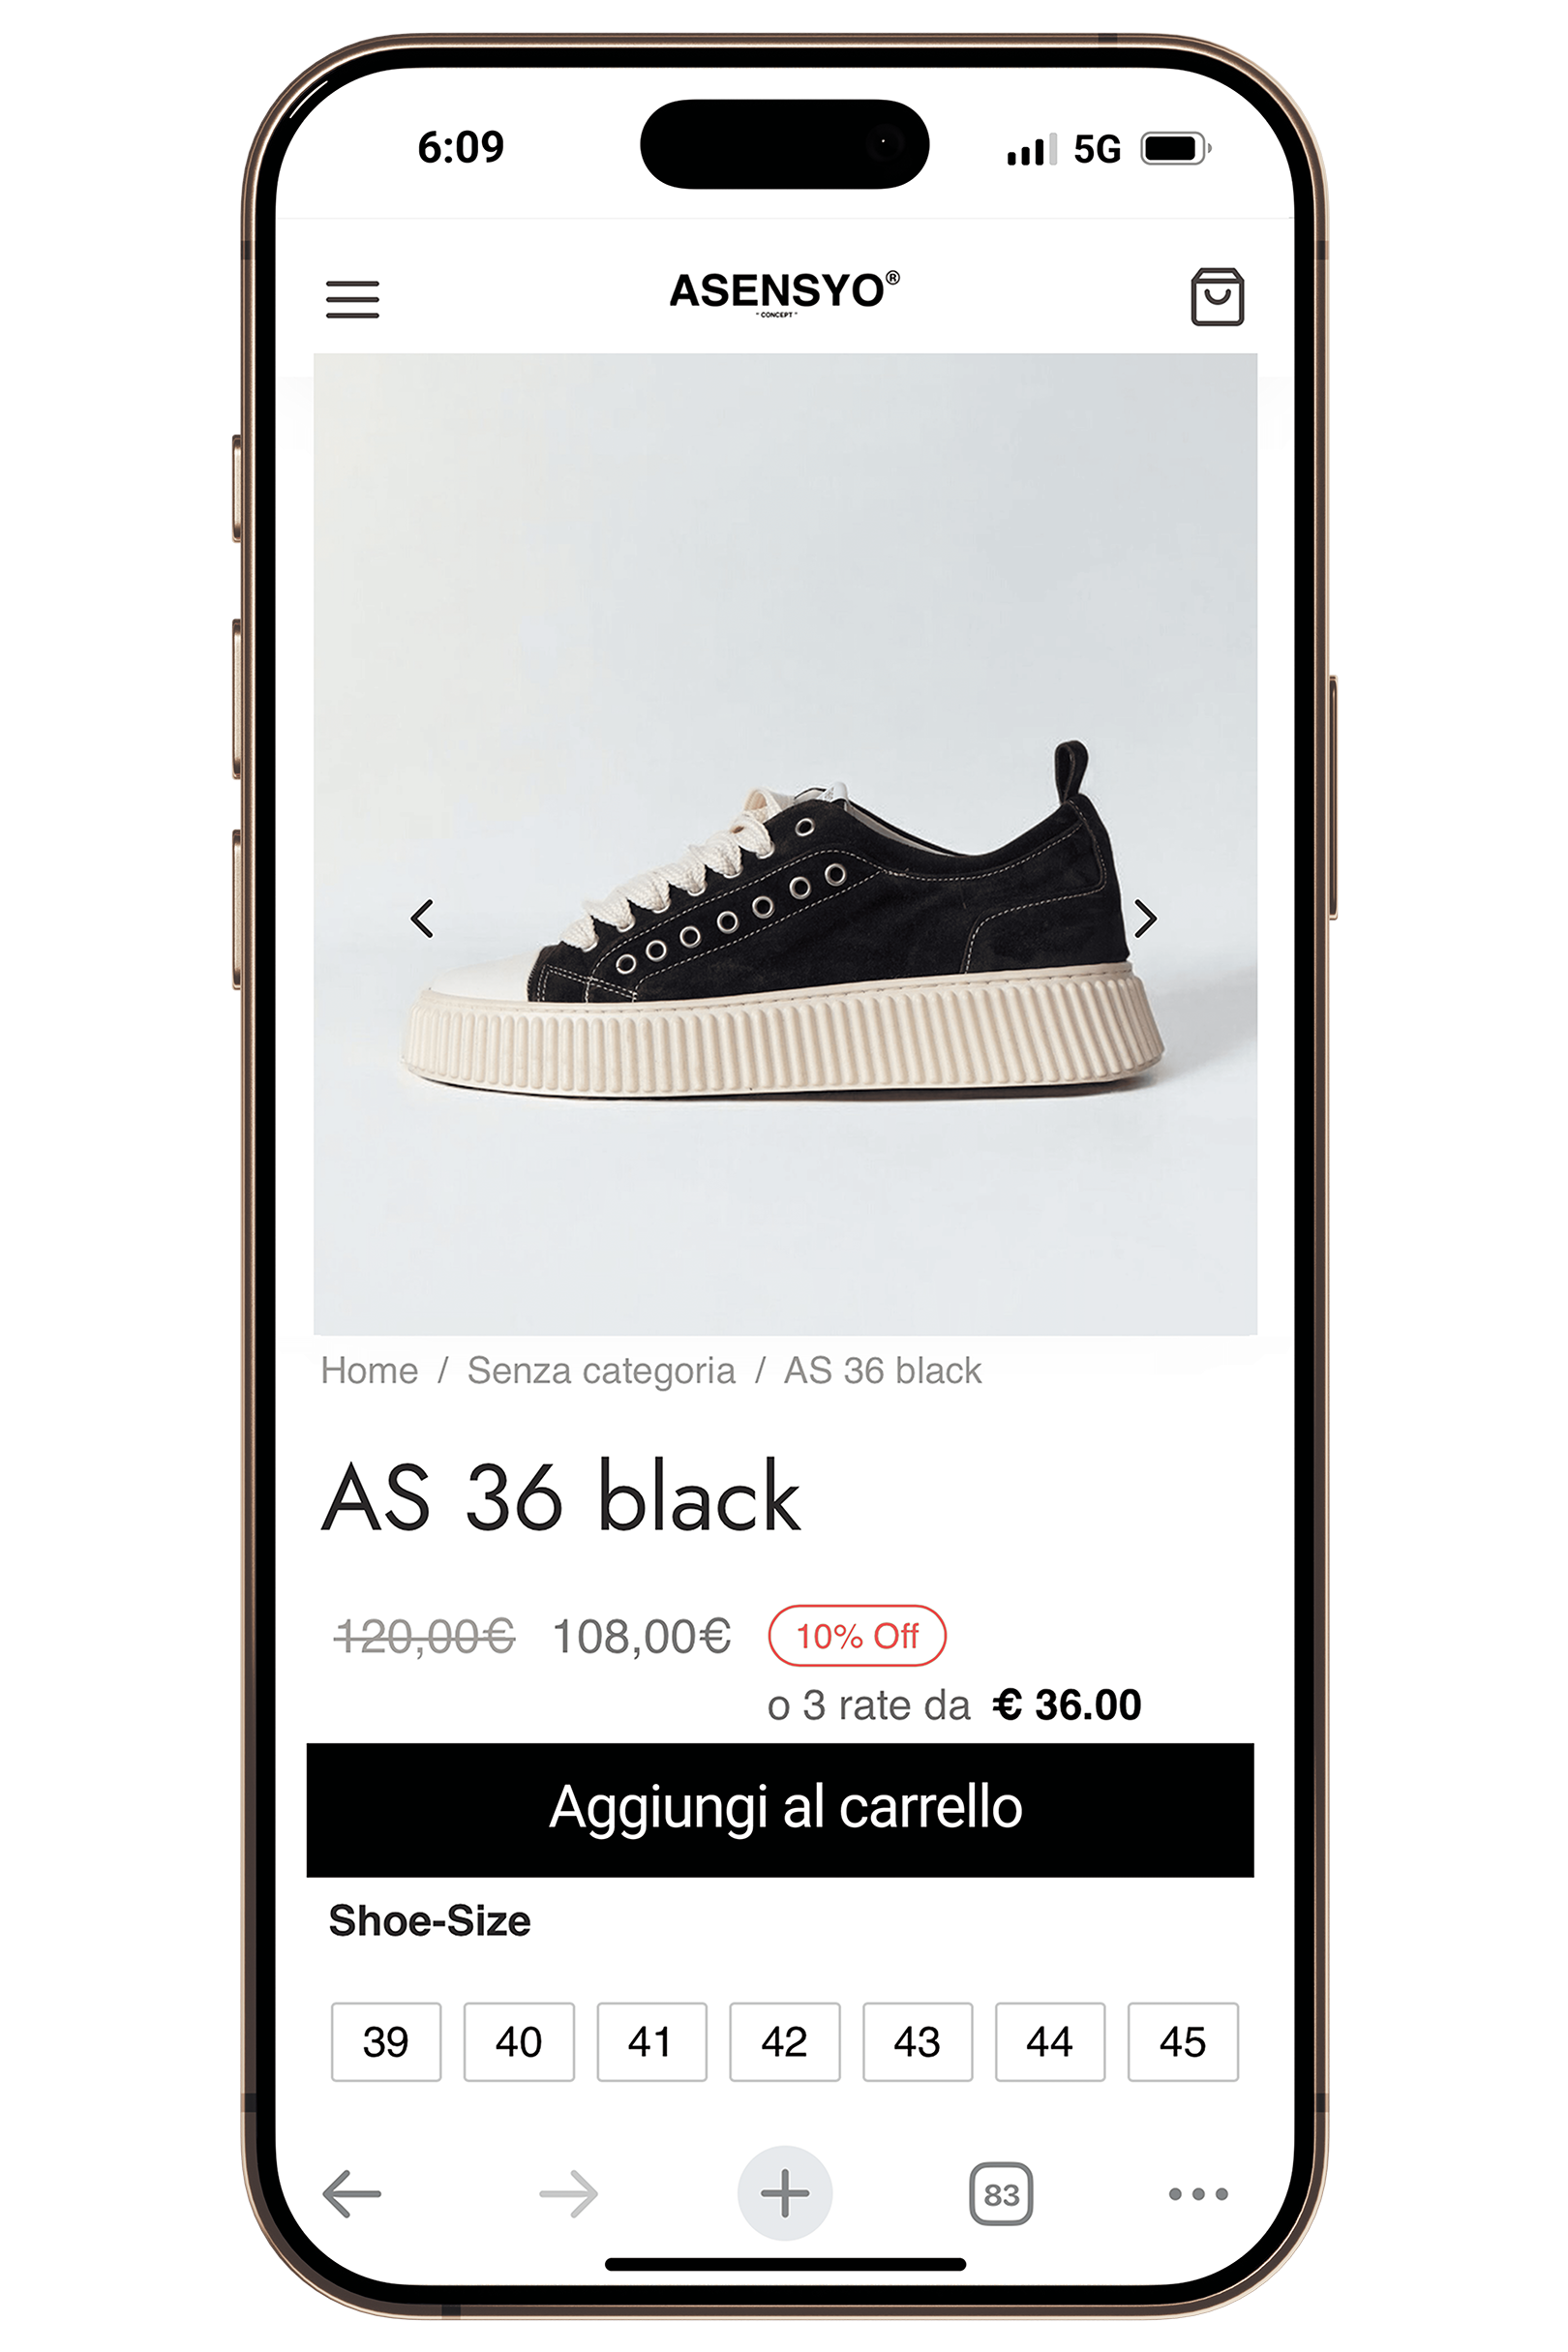 6:09 5G
ASENSYO®
"CONCEPT"
Home / Senza categoria / AS 36 black
AS 36 black
120,00€ 108,00€ 10% Off
o 3 rate da € 36.00
Aggiungi al carrello
Shoe-Size
39 40 41 42 43 44 45
83